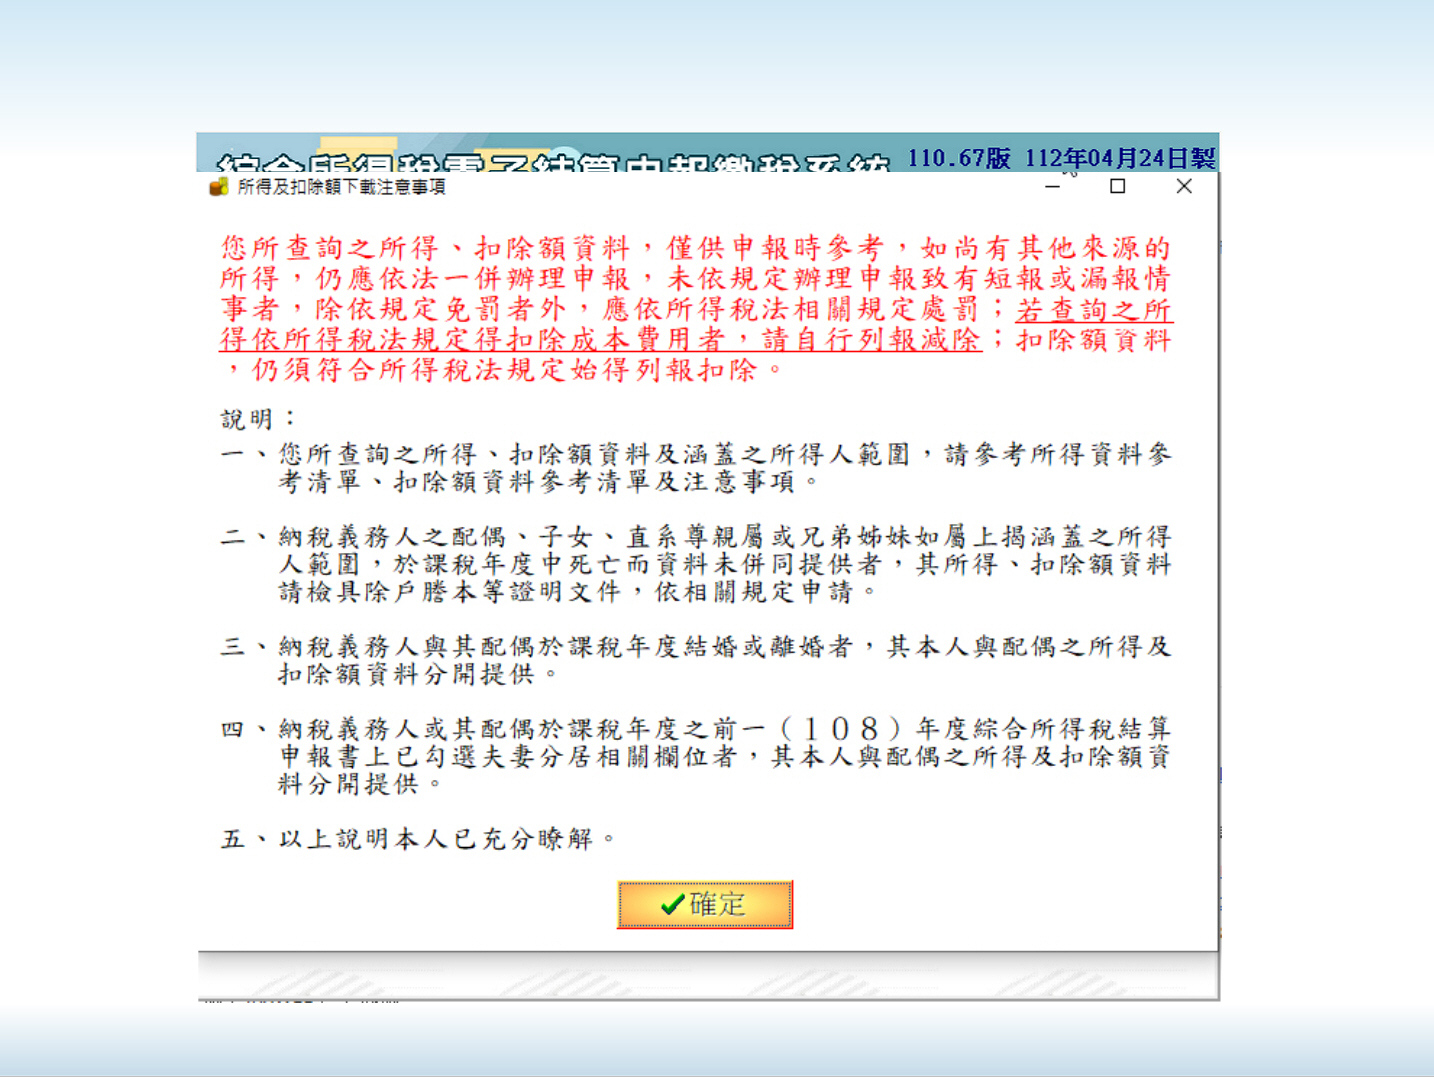 綜合所得稅電子結算申報繳稅系統 110.67版 112年04月24日製
所得及扣除額下載注意事項
您所查詢之所得、扣除額資料，僅供申報時參考，如尚有其他來源的
所得，仍應依法一併辦理申報，未依規定辦理申報致有短報或漏報情
事者，除依規定免罰者外，應依所得稅法相關規定處罰；若查詢之所
得依所得稅法規定得扣除成本費用者，請自行列報減除；扣除額資料
，仍須符合所得稅法規定始得列報扣除。
說明：
一、您所查詢之所得、扣除額資料及涵蓋之所得人範圍，請參考所得資料參
考清單、扣除額資料參考清單及注意事項。
二、納稅義務人之配偶、子女、直系尊親屬或兄弟姊妹如屬上揭涵蓋之所得
人範圍，於課稅年度中死亡而資料未併同提供者，其所得、扣除額資料
請檢具除戶謄本等證明文件，依相關規定申請。
三、納稅義務人與其配偶於課稅年度結婚或離婚者，其本人與配偶之所得及
扣除額資料分開提供。
四、納稅義務人或其配偶於課稅年度之前一（１０８）年度綜合所得稅結算
申報書上已勾選夫妻分居相關欄位者，其本人與配偶之所得及扣除額資
料分開提供。
五、以上說明本人已充分瞭解。
確定